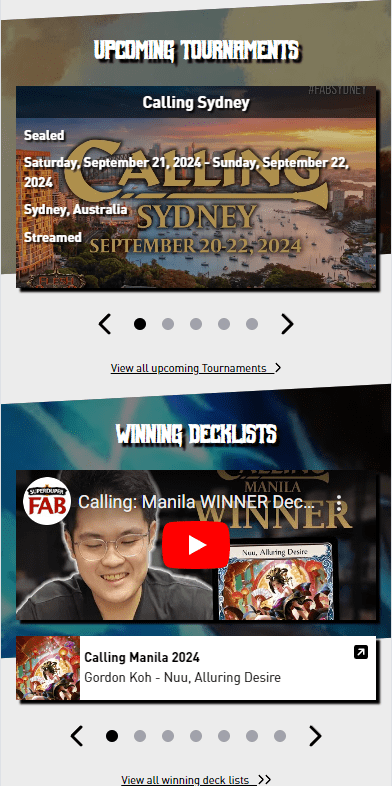 UPCOMING TOURNAMENTS
#FABSYDNEY
Calling Sydney
Sealed
Saturday, September 21, 2024 - Sunday, September 22,
2024
Sydney, Australia
Streamed
CALLING
SYDNEY
SEPTEMBER 20-22, 2024
View all upcoming Tournaments
WINNING DECKLISTS
SUPERDUPER
FAB
Calling: Manila WINNER Dec...
CALLING
MANILA
WINNER
Nuu, Alluring Desire
Calling Manila 2024
Gordon Koh - Nuu, Alluring Desire
View all winning deck lists